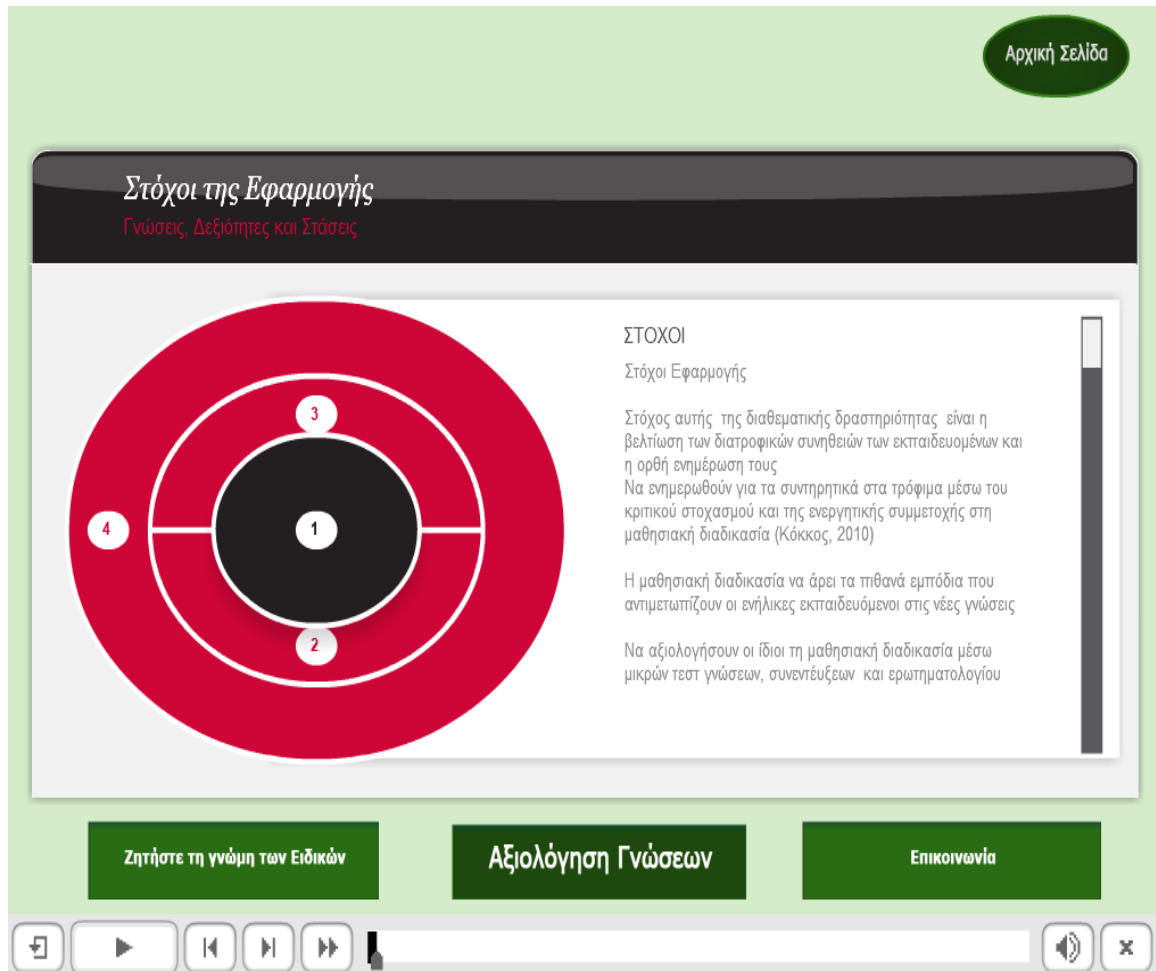 Αρχική Σελίδα
Στόχοι της Εφαρμογής
Γνώσεις, Δεξιότητες και Στάσεις
3
4
1
2
ΣΤΟΧΟΙ
Στόχοι Εφαρμογής
Στόχος αυτής της διαθεματικής δραστηριότητας είναι η
βελτίωση των διατροφικών συνηθειών των εκπαιδευομένων και
η ορθή ενημέρωση τους
Να ενημερωθούν για τα συντηρητικά στα τρόφιμα μέσω του
κριτικού στοχασμού και της ενεργητικής συμμετοχής στη
μαθησιακή διαδικασία (Κόκκος, 2010)
Η μαθησιακή διαδικασία να άρει τα πιθανά εμπόδια που
αντιμετωπίζουν οι ενήλικες εκπαιδευόμενοι στις νέες γνώσεις
Να αξιολογήσουν οι ίδιοι τη μαθησιακή διαδικασία μέσω
μικρών τεστ γνώσεων, συνεντέυξεων και ερωτηματολογίου
Ζητήστε τη γνώμη των Ειδικών
Αξιολόγηση Γνώσεων
Επικοινωνία